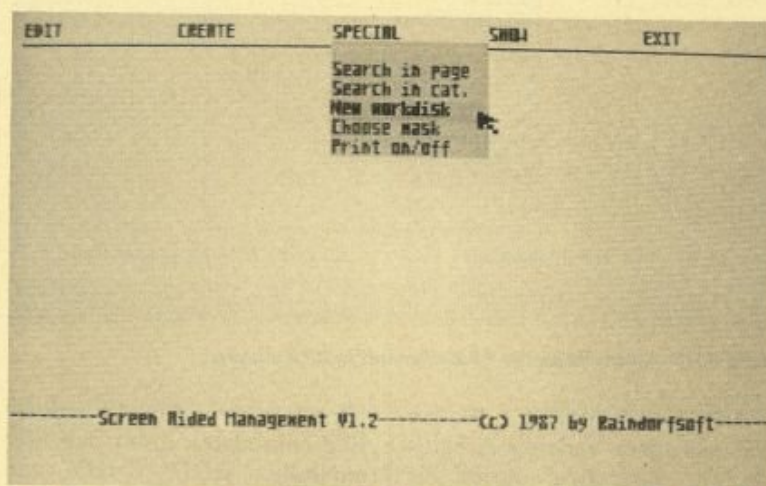 EDIT CREATE SPECIAL SHOW EXIT
Search in page
Search in cat.
New workdisk
Choose mask
Print on/off
---------Screen Aided Management V1.2-----------(c) 1987 by Raindorfsoft------